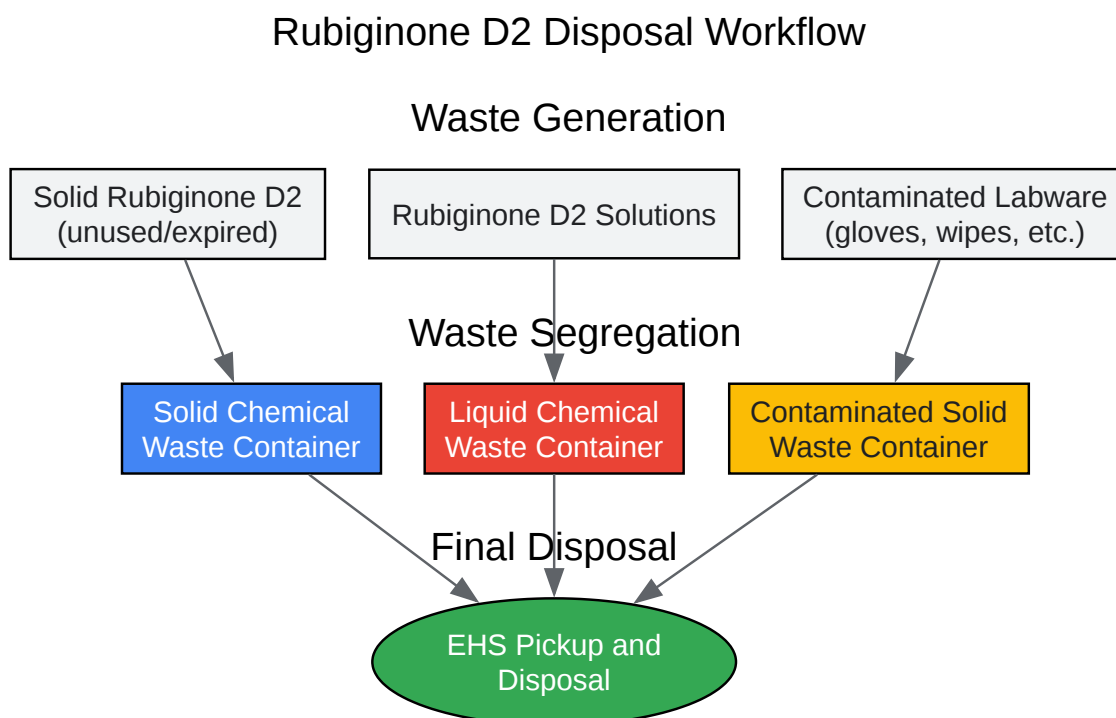 Rubiginone D2 Disposal Workflow
Waste Generation
Solid Rubiginone D2
(unused/expired)
Rubiginone D2 Solutions
Contaminated Labware
(gloves, wipes, etc.)
Waste Segregation
Solid Chemical
Waste Container
Liquid Chemical
Waste Container
Contaminated Solid
Waste Container
Final Disposal
EHS Pickup and
Disposal